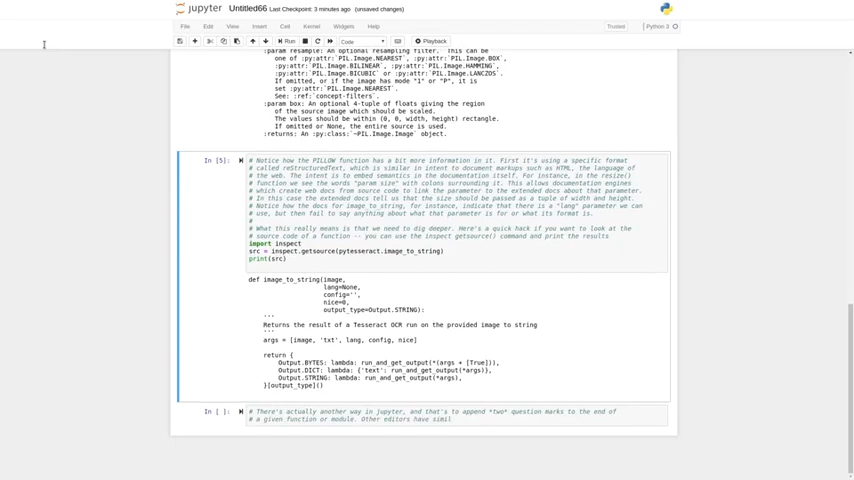 jupyter Untitled66 Last Checkpoint: 3 minutes ago (unsaved changes)
File Edit View Insert Cell Kernel Widgets Help Trusted Python 3
Run Code Playback
:param resample: An optional resampling filter. This can be
one of :py:attr:`PIL.Image.NEAREST`, :py:attr:`PIL.Image.BOX`,
:py:attr:`PIL.Image.BILINEAR`, :py:attr:`PIL.Image.HAMMING`,
:py:attr:`PIL.Image.BICUBIC` or :py:attr:`PIL.Image.LANCZOS`.
If omitted, or if the image has mode "1" or "P", it is
set :py:attr:`PIL.Image.NEAREST`.
See: :ref:`concept-filters`.
:param box: An optional 4-tuple of floats giving the region
of the source image which should be scaled.
The values should be within (0, 0, width, height) rectangle.
If omitted or None, the entire source is used.
:returns: An :py:class:`~PIL.Image.Image` object.
In [5]:
# Notice how the PILLOW function has a bit more information in it. First it's using a specific format
# called reStructuredText, which is similar in intent to document markups such as HTML, the language of
# the web. The intent is to embed semantics in the documentation itself. For instance, in the resize()
# function we see the words "param size" with colons surrounding it. This allows documentation engines
# which create web docs from source code to link the parameter to the extended docs about that parameter.
# In this case the extended docs tell us that the size should be passed as a tuple of width and height.
# Notice how the docs for image_to_string, for instance, indicate that there is a "lang" parameter we can
# use, but then fail to say anything about what that parameter is for or what its format is.
#
# What this really means is that we need to dig deeper. Here's a quick hack if you want to look at the
# source code of a function -- you can use the inspect getsource() command and print the results
import inspect
src = inspect.getsource(pytesseract.image_to_string)
print(src)
def image_to_string(image,
lang=None,
config='',
nice=0,
output_type=Output.STRING):
'''
Returns the result of a Tesseract OCR run on the provided image to string
'''
args = [image, 'txt', lang, config, nice]
return {
Output.BYTES: lambda: run_and_get_output(*(args + [True])),
Output.DICT: lambda: {'text': run_and_get_output(*args)},
Output.STRING: lambda: run_and_get_output(*args),
}[output_type]()
In [ ]:
# There's actually another way in jupyter, and that's to append *two* question marks to the end of
# a given function or module. Other editors have simil